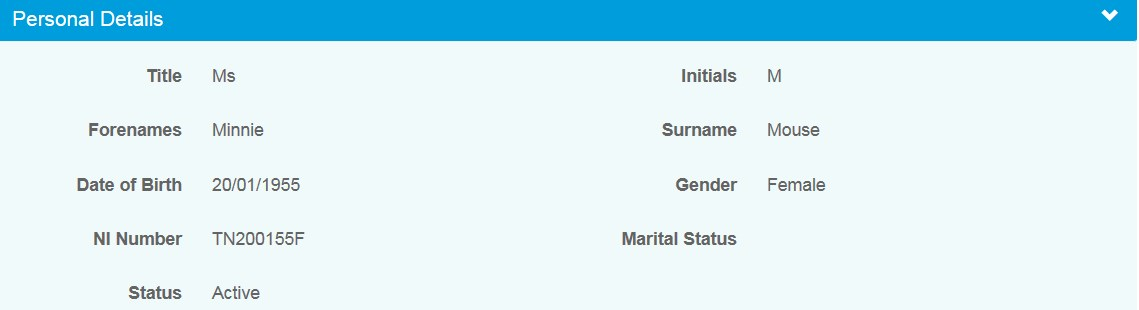 Personal Details
Title Ms Initials M
Forenames Minnie Surname Mouse
Date of Birth 20/01/1955 Gender Female
NI Number TN200155F Marital Status
Status Active